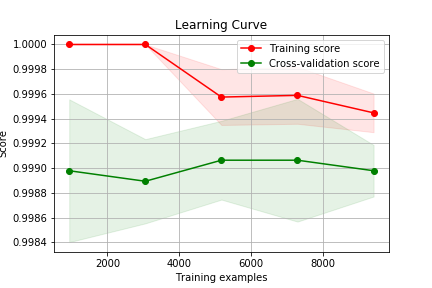 Learning Curve
Training score
Cross-validation score
1.0000
0.9998
0.9996
0.9994
0.9992
0.9990
0.9988
0.9986
0.9984
Score
2000
4000
6000
8000
Training examples